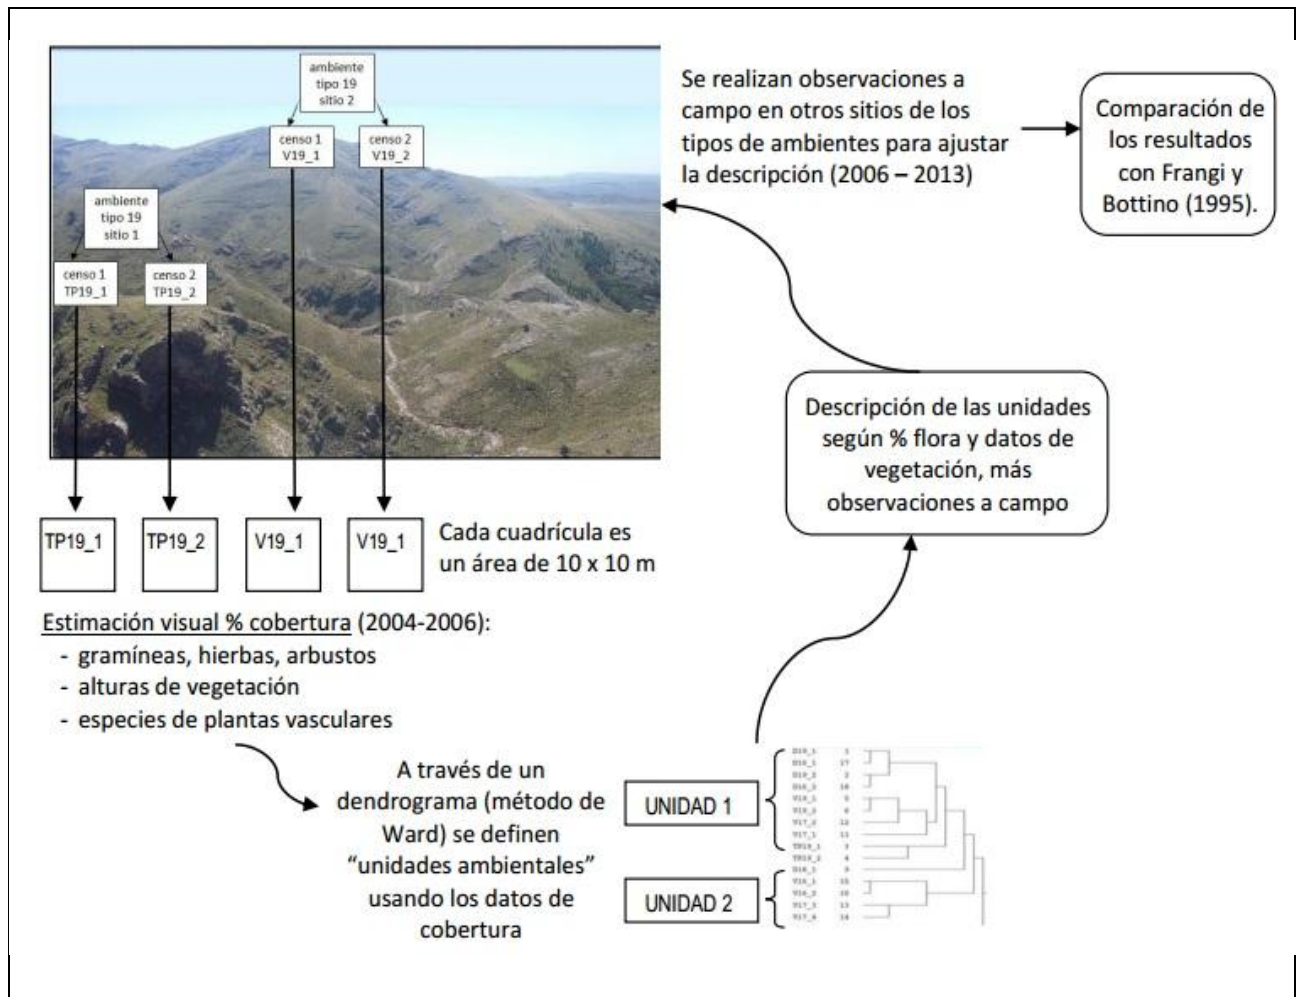 ambiente
tipo 19
sitio 2
censo 1
V19_1
censo 2
V19_2
ambiente
tipo 19
sitio 1
censo 1
TP19_1
censo 2
TP19_2
Se realizan observaciones a
campo en otros sitios de los
tipos de ambientes para ajustar
la descripción (2006 – 2013)
Comparación de
los resultados
con Frangi y
Bottino (1995).
Descripción de las unidades
según % flora y datos de
vegetación, más
observaciones a campo
TP19_1
TP19_2
V19_1
V19_1
Cada cuadrícula es
un área de 10 x 10 m
Estimación visual % cobertura (2004-2006):
- gramíneas, hierbas, arbustos
- alturas de vegetación
- especies de plantas vasculares
A través de un
dendrograma (método de
Ward) se definen
“unidades ambientales”
usando los datos de
cobertura
UNIDAD 1
UNIDAD 2